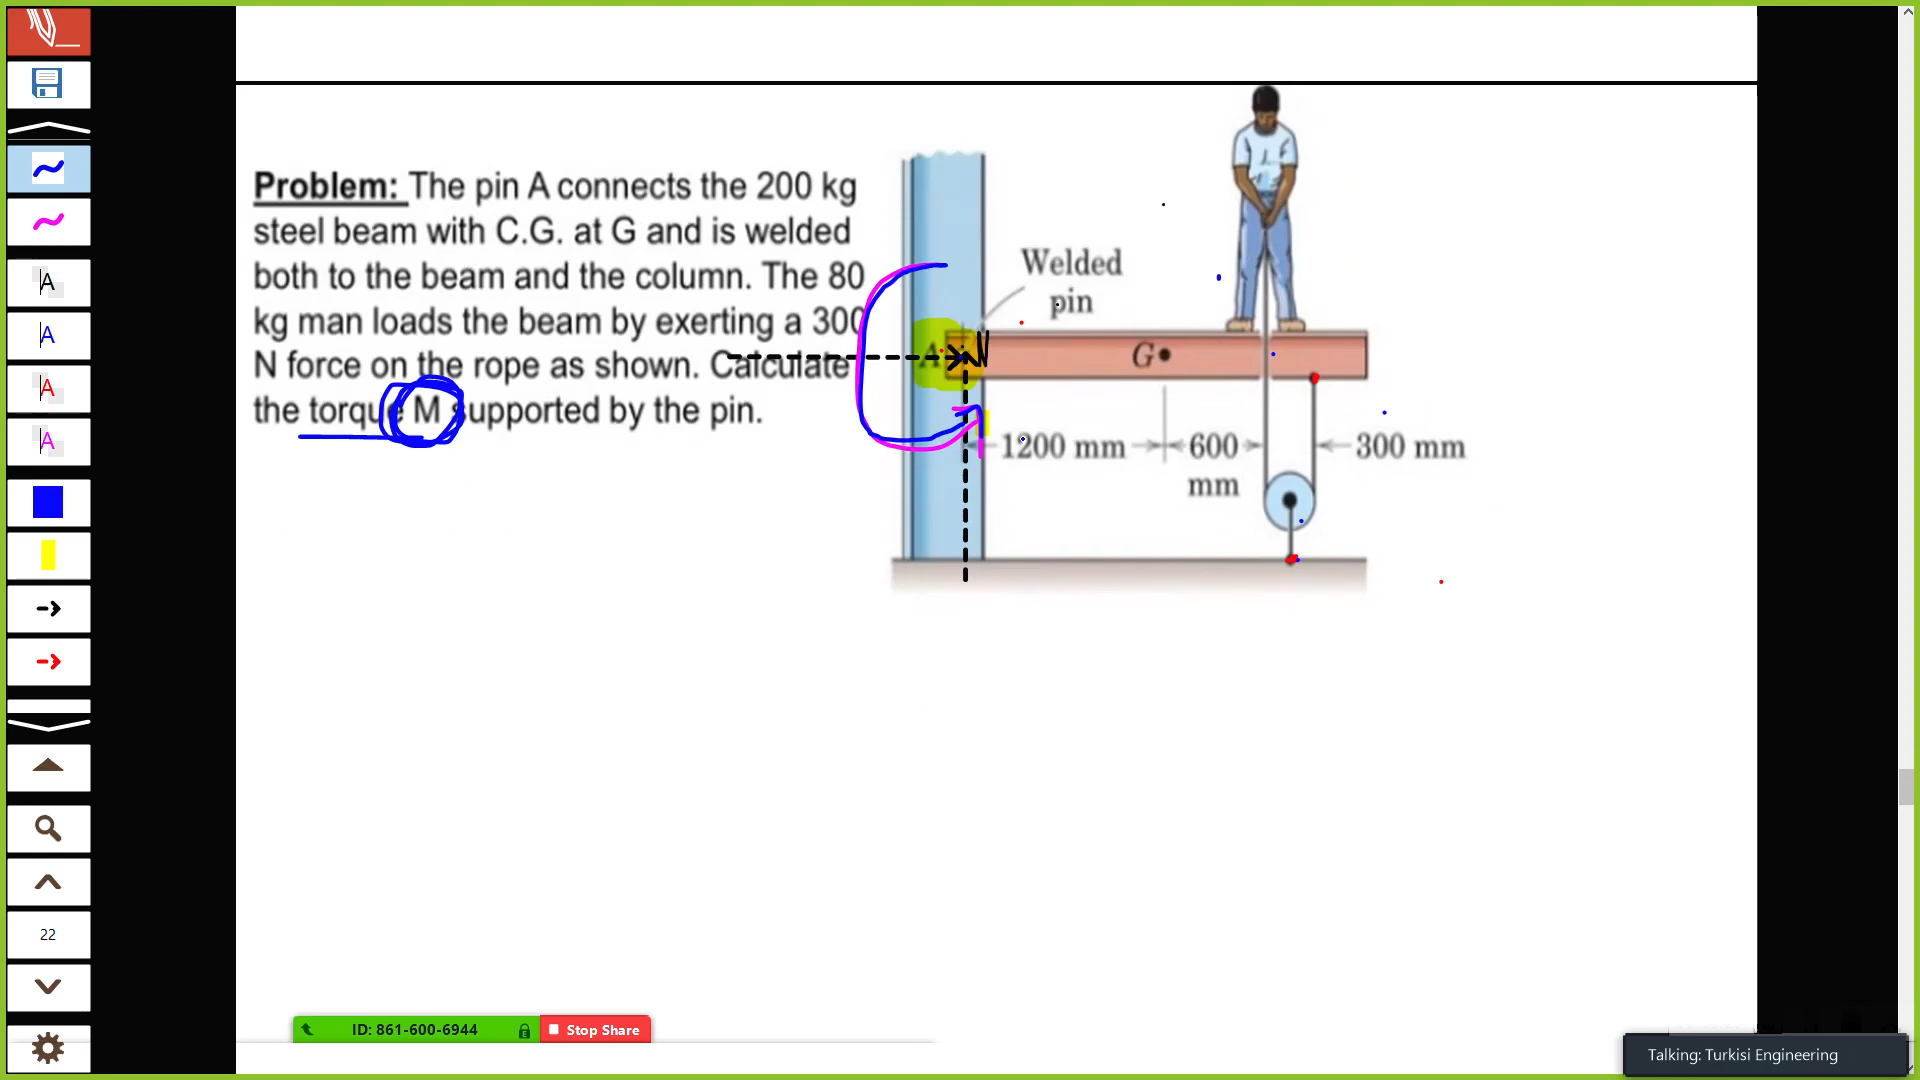 Problem: The pin A connects the 200 kg
steel beam with C.G. at G and is welded
both to the beam and the column. The 80
kg man loads the beam by exerting a 300
N force on the rope as shown. Calculate
the torque M supported by the pin.
Welded
pin
A
N
G
1200 mm
600
mm
300 mm
A
A
A
A
22
ID: 861-600-6944
Stop Share
Talking: Turkisi Engineering